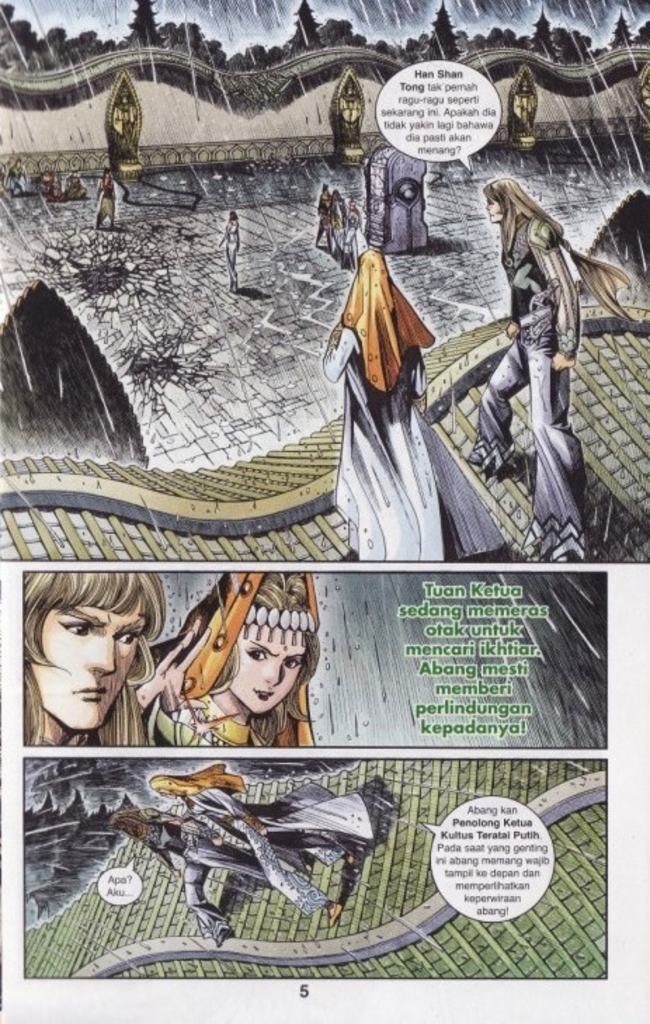 Han Shan
Tong tak pernah
ragu-ragu seperti
sekarang ini. Apakah dia
tidak yakin lagi bahawa
dia pasti akan
menang?
Tuan Ketua
sedang memeras
otak untuk
mencari ikhtiar.
Abang mesti
memberi
perlindungan
kepadanya!
Apa?
Aku...
Abang kan
Penolong Ketua
Kultus Teratai Putih.
Pada saat yang genting
ini abang memang wajib
tampil ke depan dan
memperlihatkan
keperwiraan
abang!
5